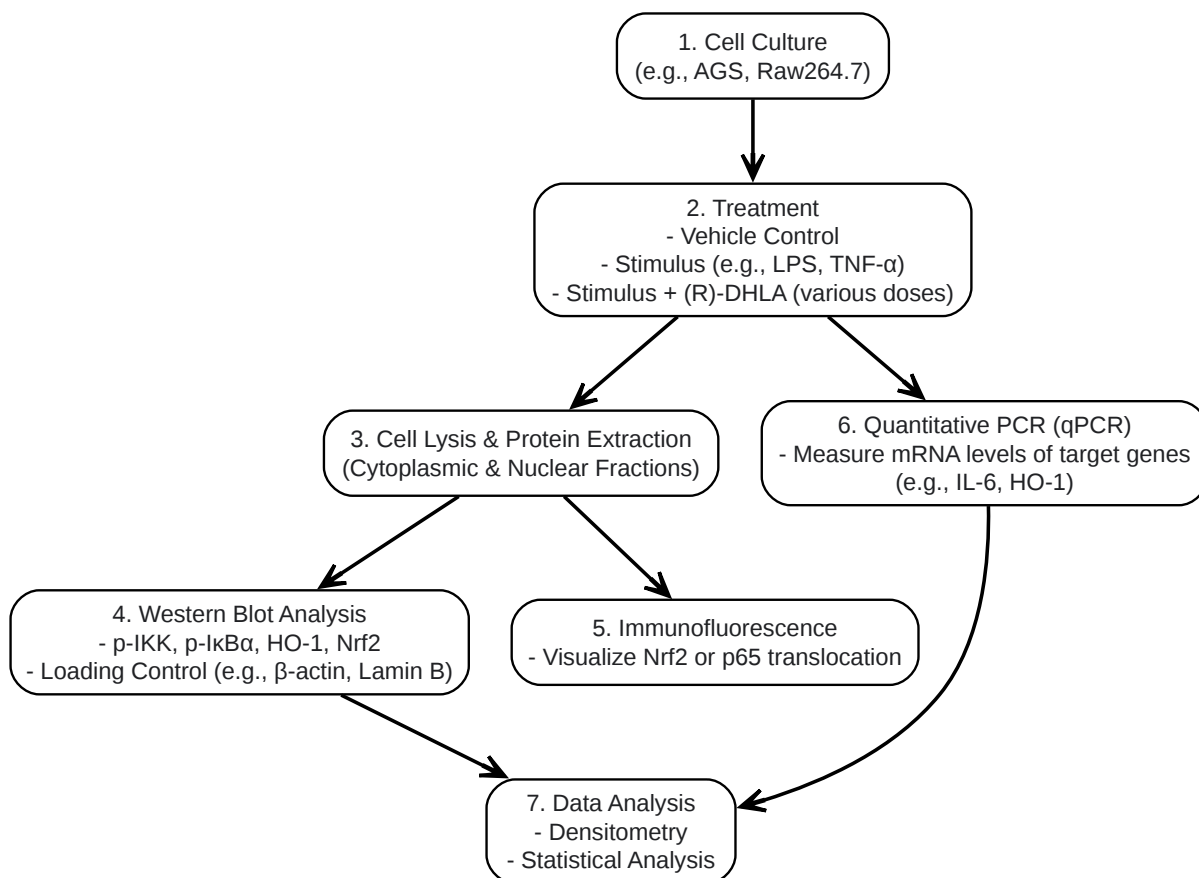 1. Cell Culture
(e.g., AGS, Raw264.7)
2. Treatment
- Vehicle Control
- Stimulus (e.g., LPS, TNF-α)
- Stimulus + (R)-DHLA (various doses)
3. Cell Lysis & Protein Extraction
(Cytoplasmic & Nuclear Fractions)
6. Quantitative PCR (qPCR)
- Measure mRNA levels of target genes
(e.g., IL-6, HO-1)
4. Western Blot Analysis
- p-IKK, p-IκBα, HO-1, Nrf2
- Loading Control (e.g., β-actin, Lamin B)
5. Immunofluorescence
- Visualize Nrf2 or p65 translocation
7. Data Analysis
- Densitometry
- Statistical Analysis